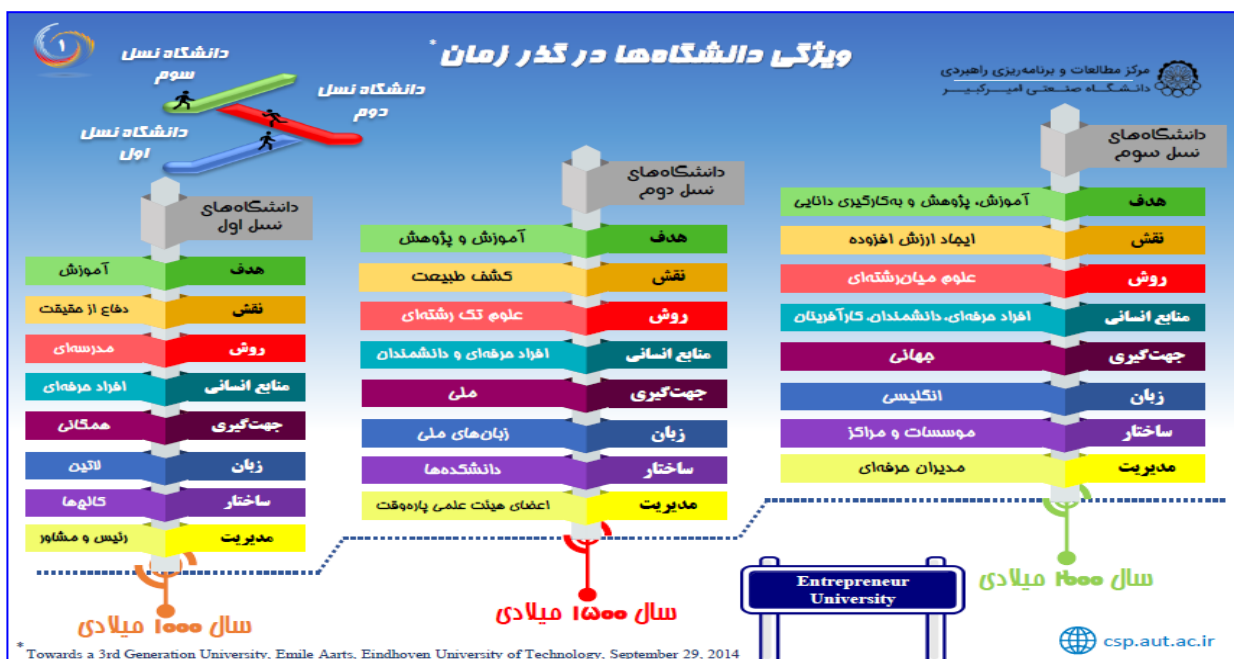 ویژگی دانشگاه‌ها در گذر زمان *
مرکز مطالعات و برنامه‌ریزی راهبردی
دانشگاه صنعتی امیرکبیر
۱
دانشگاه نسل
سوم
دانشگاه نسل
دوم
دانشگاه نسل
اول
دانشگاه‌های
نسل سوم
هدف آموزش، پژوهش و به‌کارگیری دانایی
نقش ایجاد ارزش افزوده
روش علوم میان‌رشته‌ای
منابع انسانی افراد حرفه‌ای، دانشمندان، کارآفرینان
جهت‌گیری جهانی
زبان انگلیسی
ساختار موسسات و مراکز
مدیریت مدیران حرفه‌ای
سال ۲۰۰۰ میلادی
دانشگاه‌های
نسل دوم
هدف آموزش و پژوهش
نقش کشف طبیعت
روش علوم تک رشته‌ای
منابع انسانی افراد حرفه‌ای و دانشمندان
جهت‌گیری ملی
زبان زبان‌های ملی
ساختار دانشکده‌ها
مدیریت اعضای هیئت علمی پاره‌وقت
سال ۱۵۰۰ میلادی
دانشگاه‌های
نسل اول
هدف آموزش
نقش دفاع از حقیقت
روش مدرسه‌ای
منابع انسانی افراد حرفه‌ای
جهت‌گیری همگانی
زبان لاتین
ساختار کالج‌ها
مدیریت رئیس و مشاور
سال ۱۰۰۰ میلادی
Entrepreneur
University
csp.aut.ac.ir
* Towards a 3rd Generation University, Emile Aarts, Eindhoven University of Technology, September 29, 2014